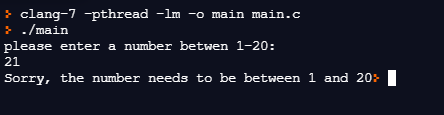 > clang-7 -pthread -lm -o main main.c
> ./main
please enter a number betwen 1-20:
21
Sorry, the number needs to be between 1 and 20>